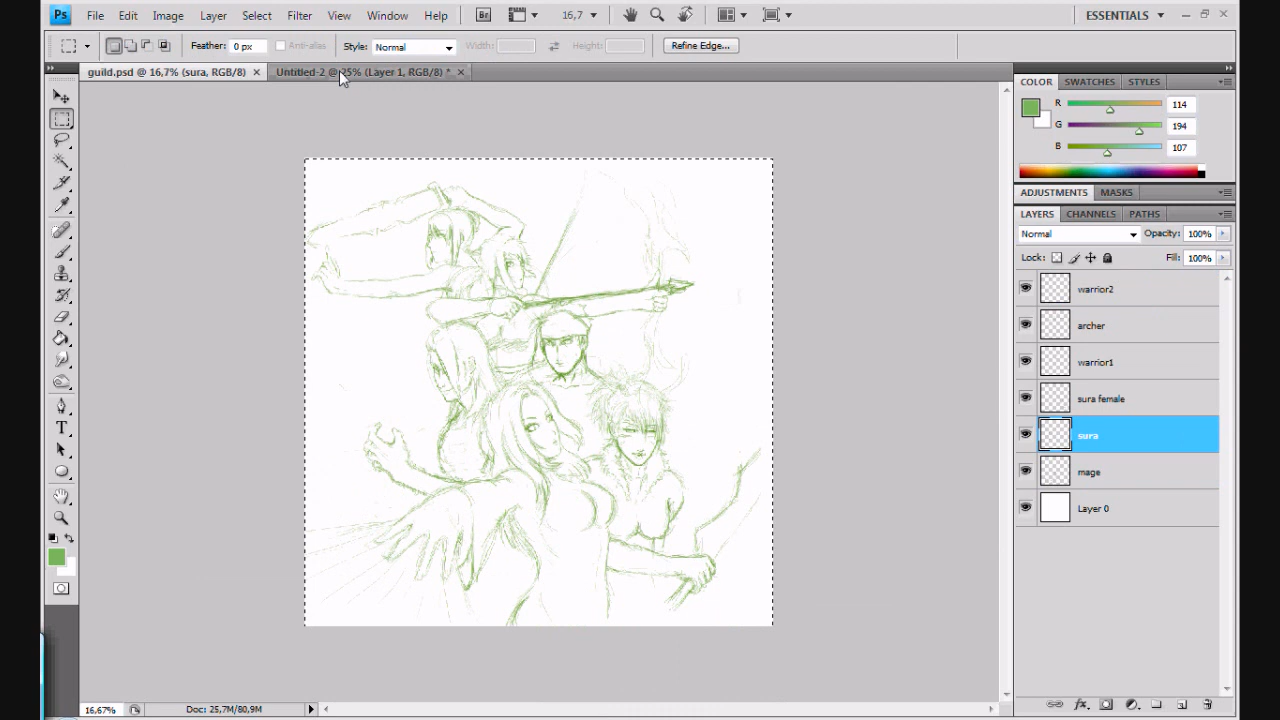 Ps File Edit Image Layer Select Filter View Window Help Br 16,7 ESSENTIALS
Feather: 0 px Anti-alias Style: Normal Width: Height: Refine Edge...
guild.psd @ 16,7% (sura, RGB/8) × Untitled-2 @ 25% (Layer 1, RGB/8) * ×
COLOR SWATCHES STYLES
R 114
G 194
B 107
ADJUSTMENTS MASKS
LAYERS CHANNELS PATHS
Normal Opacity: 100%
Lock: Fill: 100%
warrior2
archer
warrior1
sura female
sura
mage
Layer 0
16,67% Doc: 25,7M/80,9M